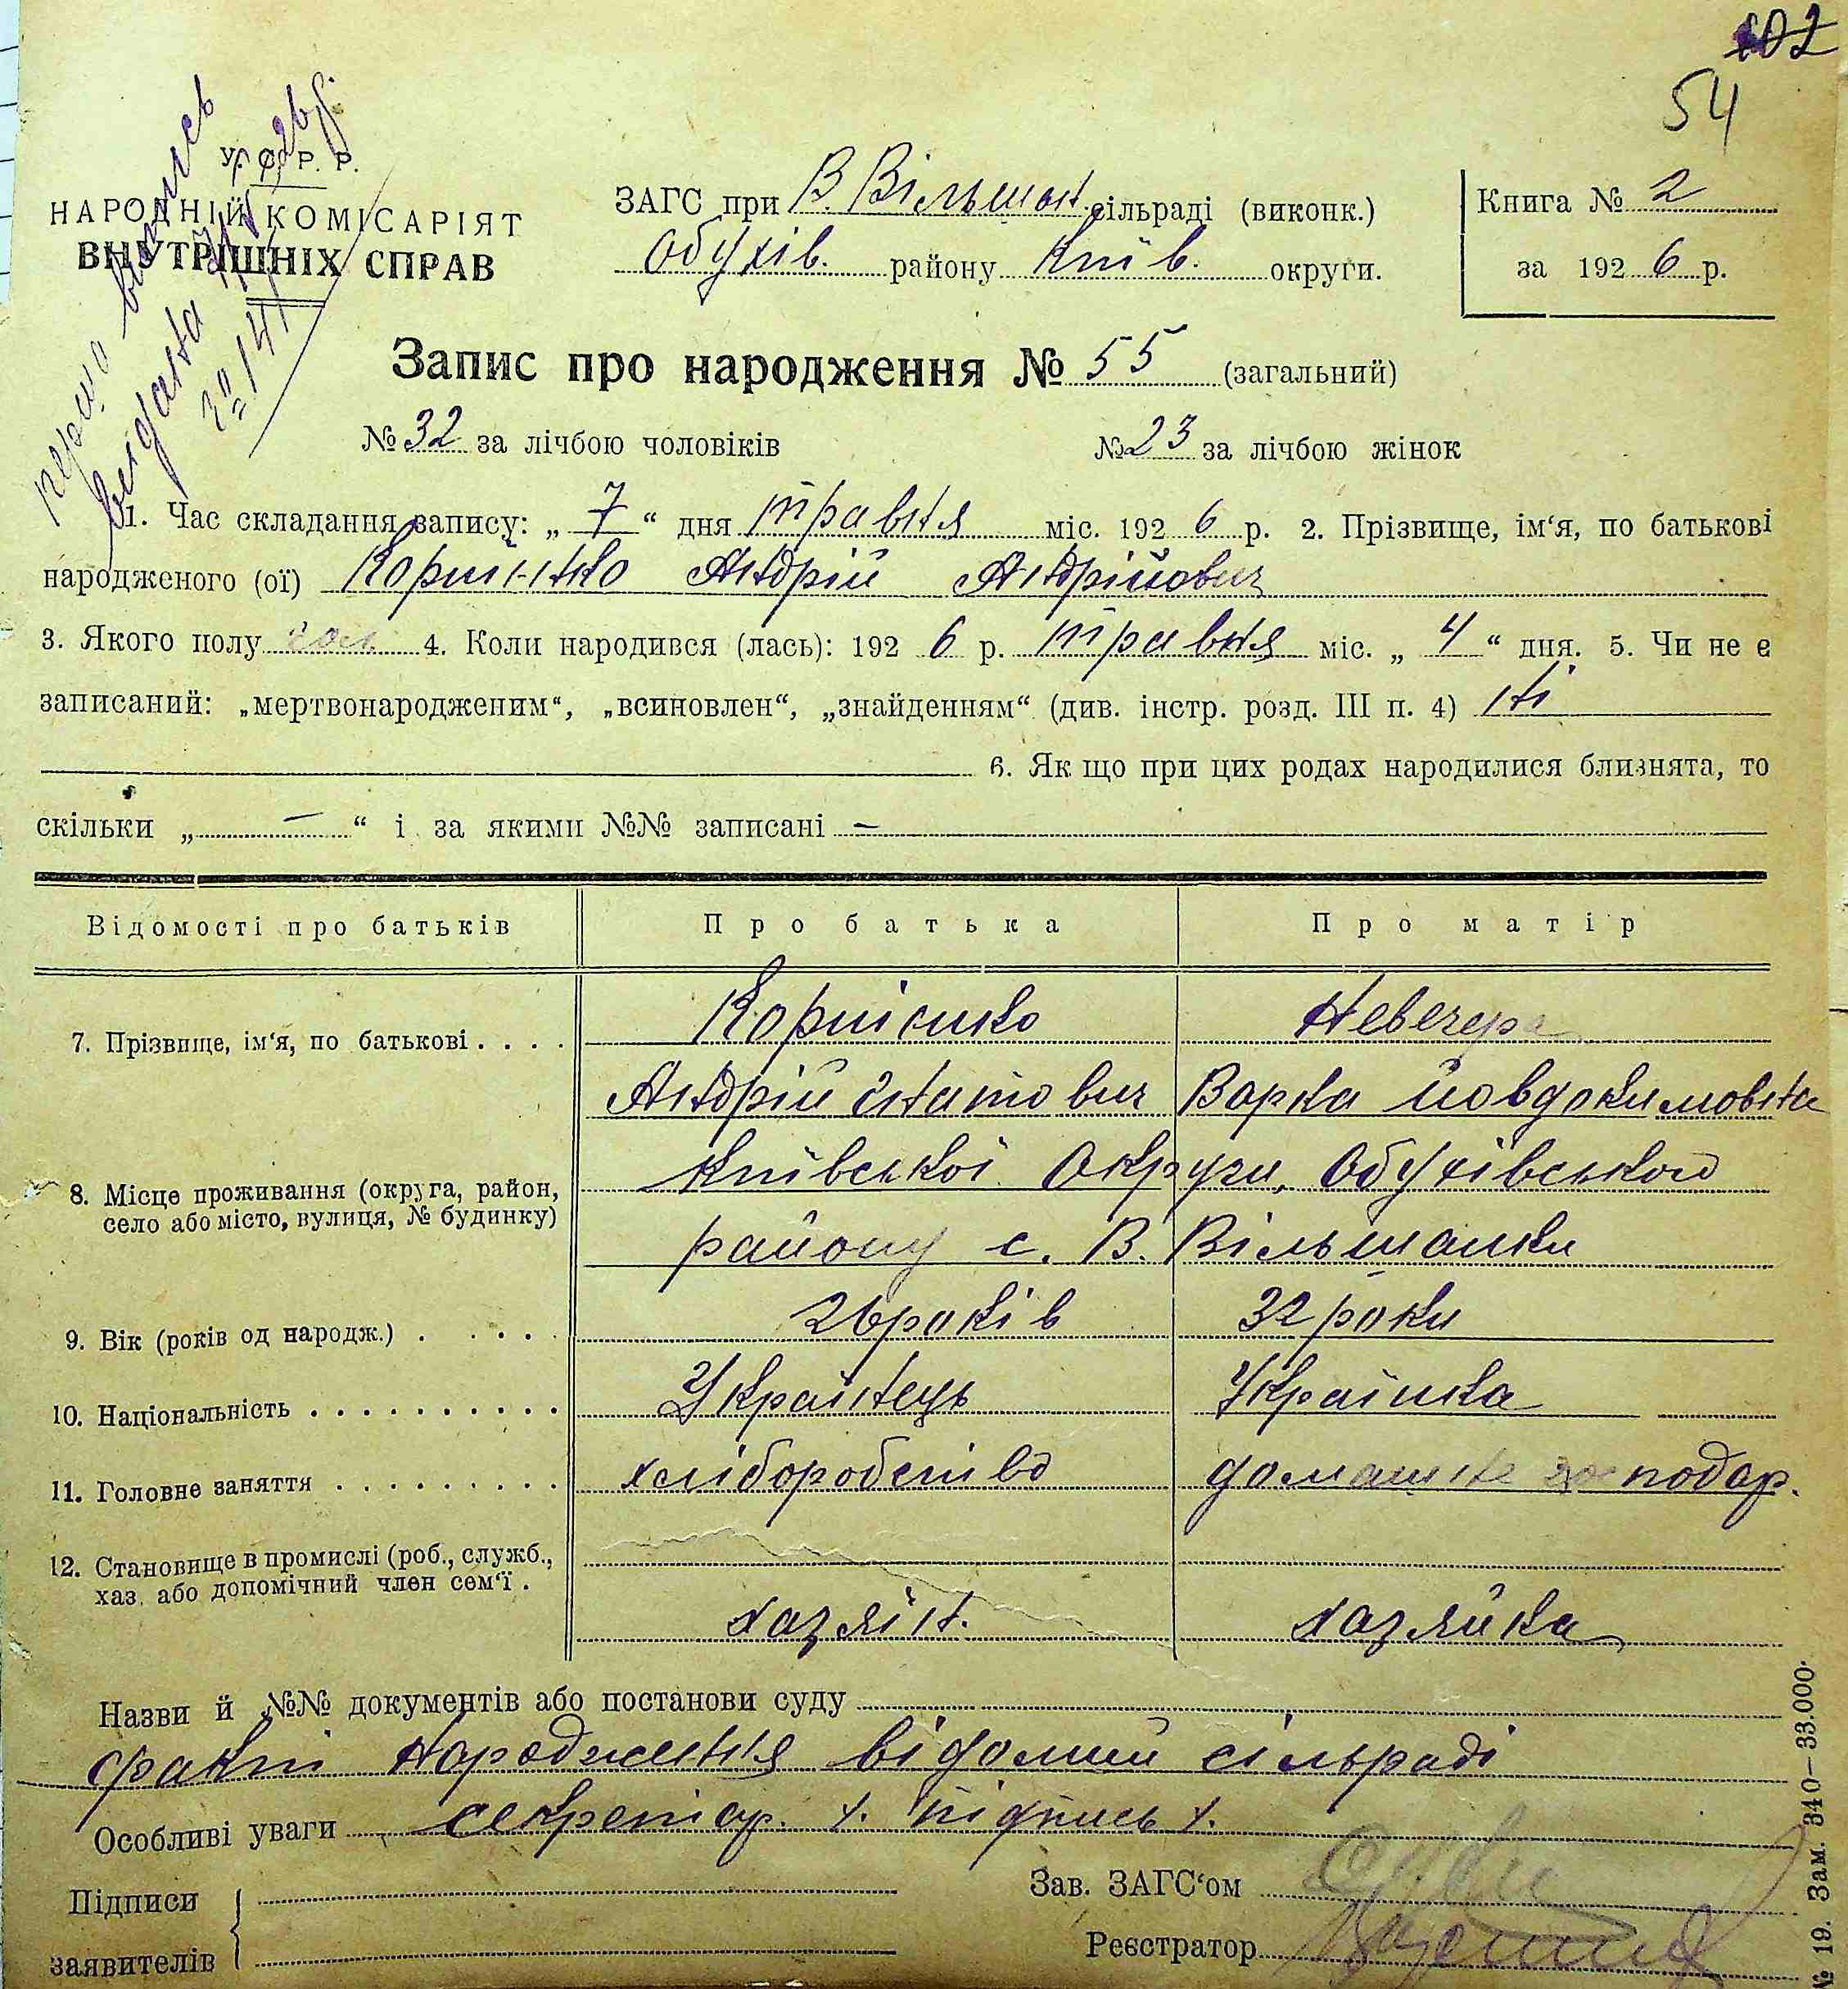 102
54
У. С. Р. Р.
НАРОДНІЙ КОМІСАРІЯТ
ВНУТРІШНІХ СПРАВ
ЗАГС при В. Вільшан. сільраді (виконк.)
Обухів. району Київ. округи.
Книга № 2
за 1926 р.
Запис про народження № 55 (загальний)
№ 32 за лічбою чоловіків № 23 за лічбою жінок
1. Час складання запису: „ 7 “ дня травня міс. 1926 р. 2. Прізвище, ім‘я, по батькові
народженого (ої) Андрій Андрійович
3. Якого полу чол. 4. Коли народився (лась): 1926 р. травня міс. „ 4 “ дня. 5. Чи не є
записаний: „мертвонародженим“, „всиновлен“, „знайденням“ (див. інстр. розд. III п. 4) ні
6. Як що при цих родах народилися близнята, то
скільки „ — “ і за якими №№ записані —
Відомості про батьків Про батька Про матір
7. Прізвище, ім‘я, по батькові . . . . Невечера
Андрій Варка Йовдокимовна
8. Місце проживання (округа, район, село або місто, вулиця, № будинку) Київської Округи, Обухівського
району с. В. Вільшанки
9. Вік (років од народж.) . . . . . 26 років 32 роки
10. Національність . . . . . . . . . . Українець Українка
11. Головне заняття . . . . . . . . . хліборобство домашнє господар.
12. Становище в промислі (роб., служб.,
хаз. або допомічний член сем‘ї . хазяїн. хазяйка
Назви й №№ документів або постанови суду
факт народження відомий сільраді
Особливі уваги секретар. х. підпись х.
Підписи
заявителів
Зав. ЗАГС‘ом
Реєстратор
№ 19. Зам. 340—33.000.